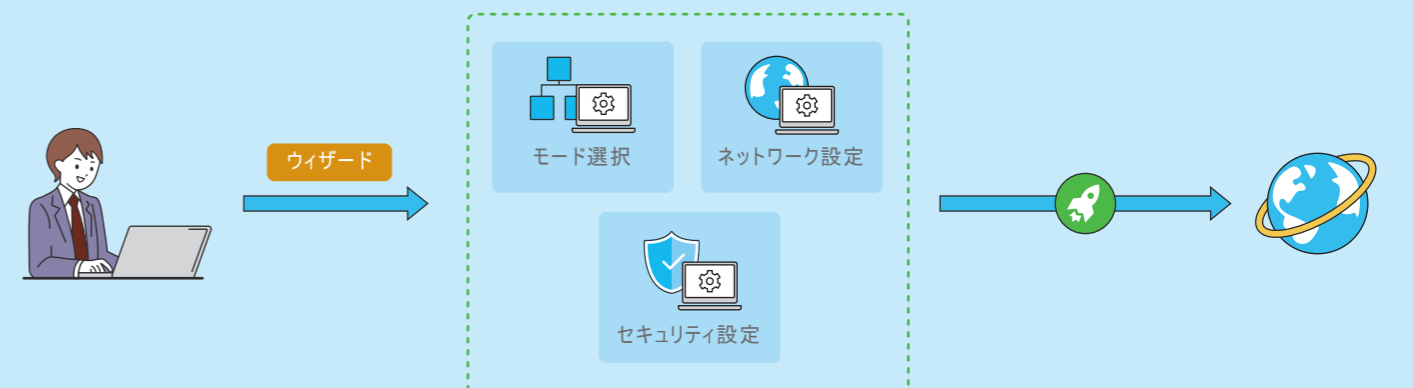 ウィザード
モード選択
ネットワーク設定
セキュリティ設定